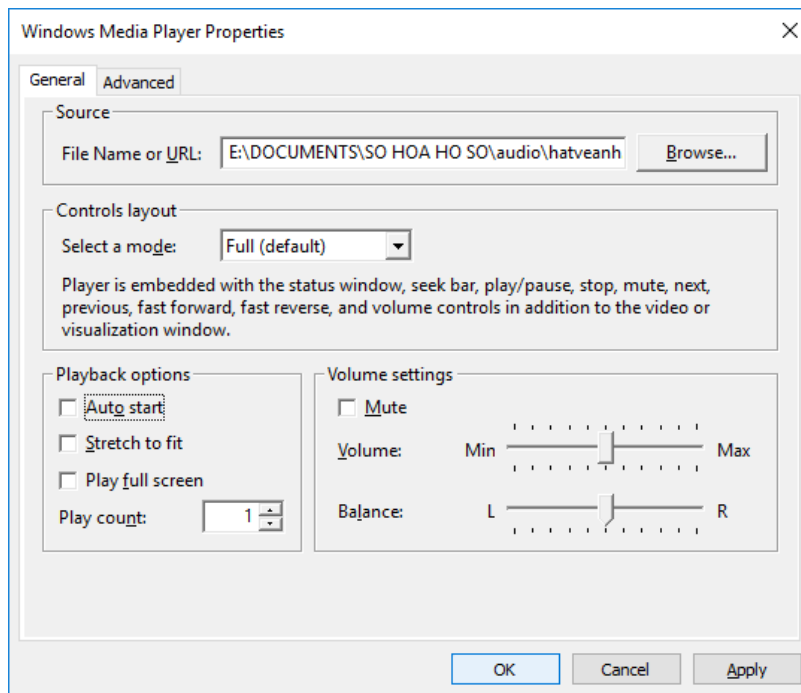 Windows Media Player Properties
General
Advanced
Source
File Name or URL:
E:\DOCUMENTS\SO HOA HO SO\audio\hatveanh
Browse...
Controls layout
Select a mode:
Full (default)
Player is embedded with the status window, seek bar, play/pause, stop, mute, next,
previous, fast forward, fast reverse, and volume controls in addition to the video or
visualization window.
Playback options
Auto start
Stretch to fit
Play full screen
Play count:
1
Volume settings
Mute
Volume:
Min
Max
Balance:
L
R
OK
Cancel
Apply